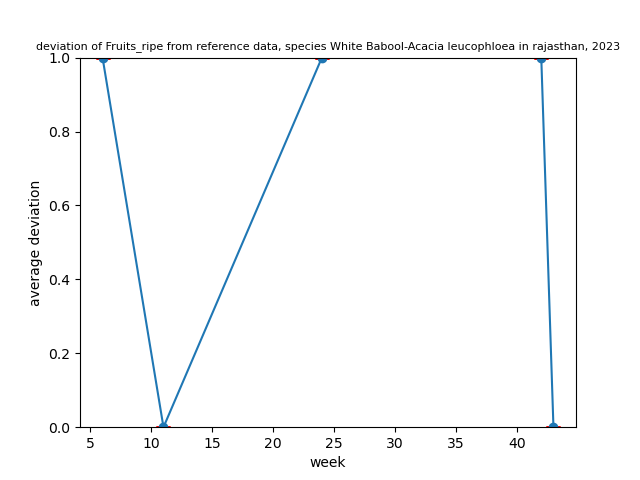 deviation of Fruits_ripe from reference data, species White Babool-Acacia leucophloea in rajasthan, 2023
1.0
0.8
0.6
0.4
0.2
0.0
average deviation
5 10 15 20 25 30 35 40
week